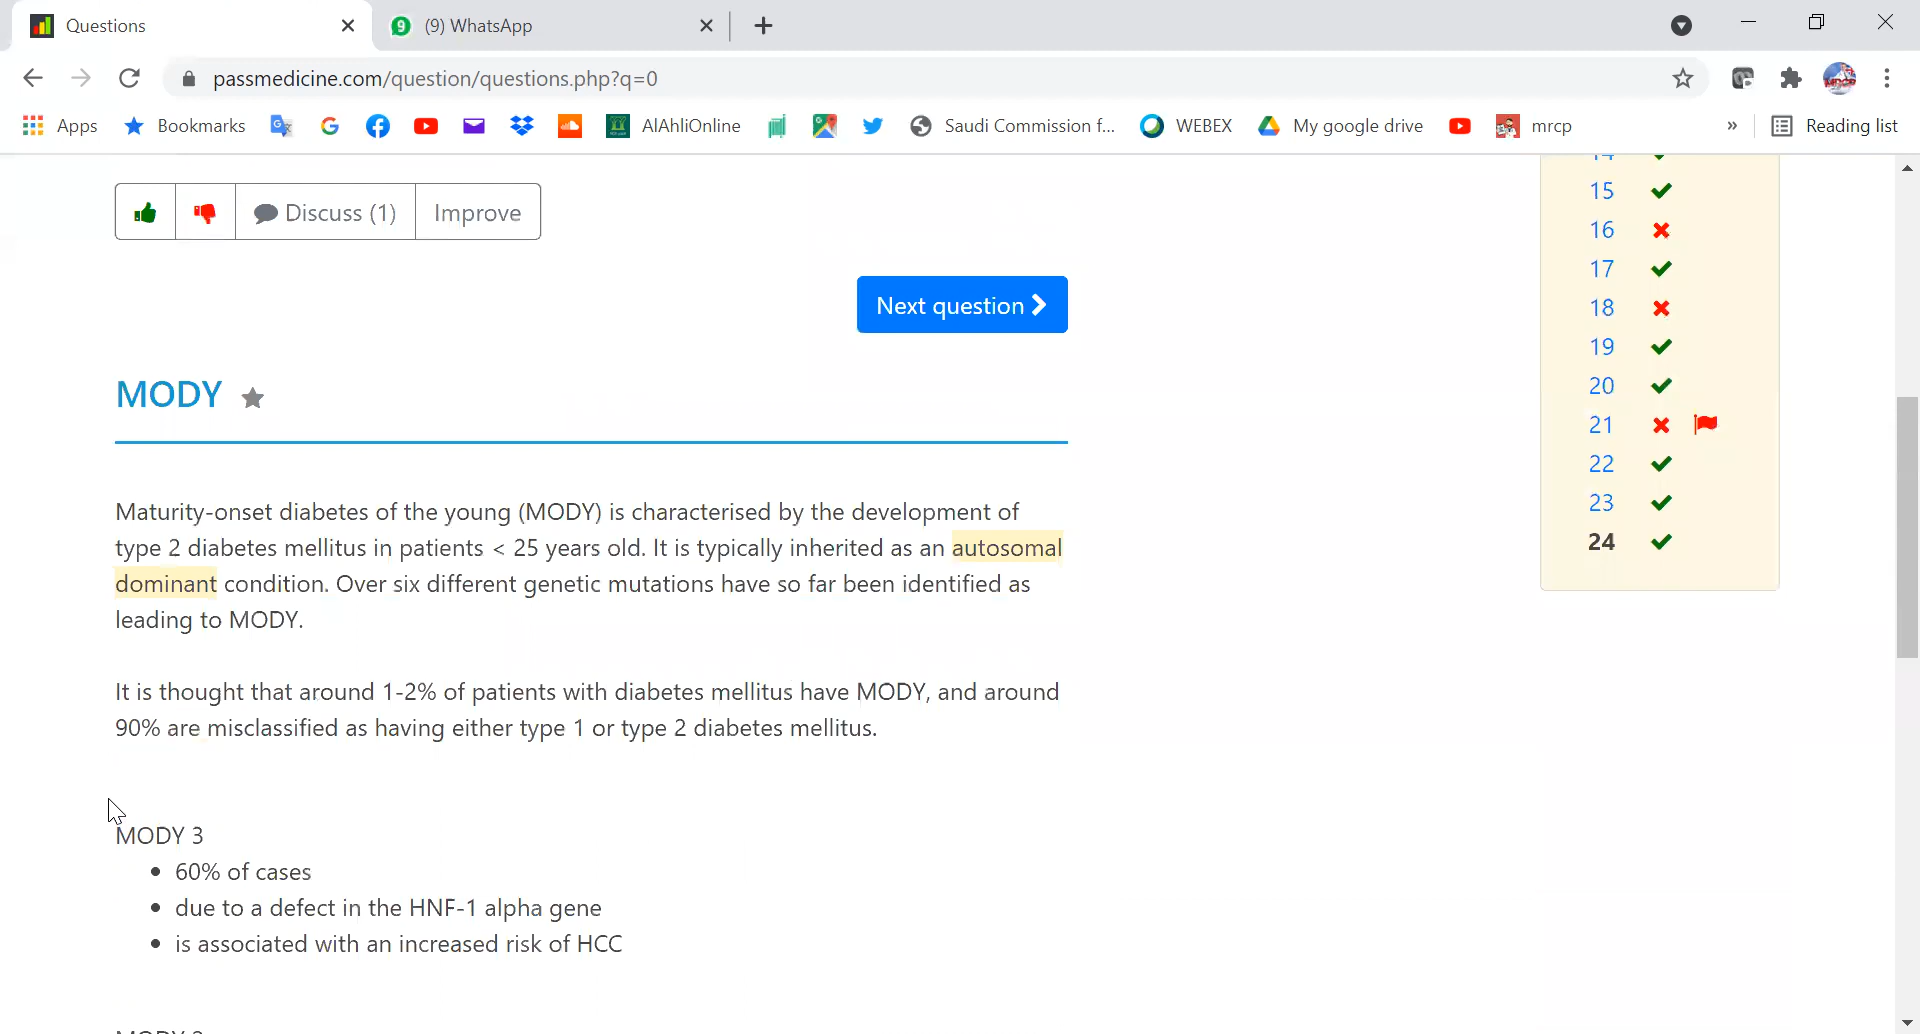 Questions
(9) WhatsApp
passmedicine.com/question/questions.php?q=0
Apps
Bookmarks
AlAhliOnline
Saudi Commission f...
WEBEX
My google drive
mrcp
»
Reading list
Discuss (1)
Improve
Next question
14
15
16
17
18
19
20
21
22
23
24
MODY
Maturity-onset diabetes of the young (MODY) is characterised by the development of
type 2 diabetes mellitus in patients < 25 years old. It is typically inherited as an autosomal
dominant condition. Over six different genetic mutations have so far been identified as
leading to MODY.
It is thought that around 1-2% of patients with diabetes mellitus have MODY, and around
90% are misclassified as having either type 1 or type 2 diabetes mellitus.
MODY 3
• 60% of cases
• due to a defect in the HNF-1 alpha gene
• is associated with an increased risk of HCC